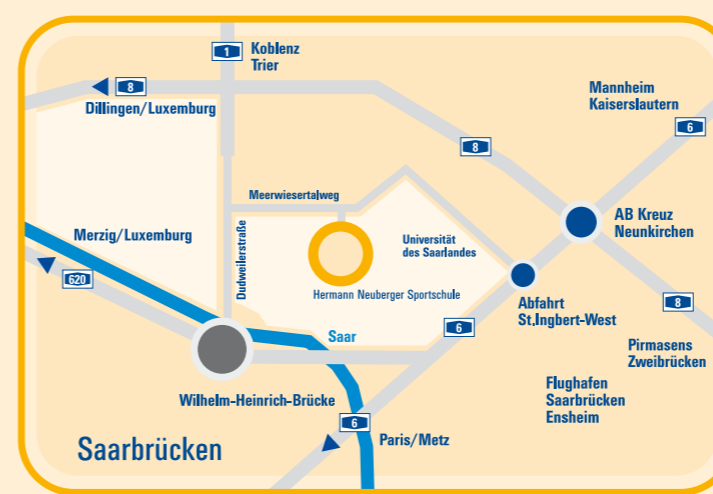 1
Koblenz
Trier
8
Dillingen/Luxemburg
Mannheim
Kaiserslautern
6
8
Meerwiesertalweg
AB Kreuz
Neunkirchen
Merzig/Luxemburg
Dudweilerstraße
Universität
des Saarlandes
620
Hermann Neuberger Sportschule
Abfahrt
St.Ingbert-West
8
6
Saar
Pirmasens
Zweibrücken
Wilhelm-Heinrich-Brücke
Flughafen
Saarbrücken
Ensheim
6
Paris/Metz
Saarbrücken